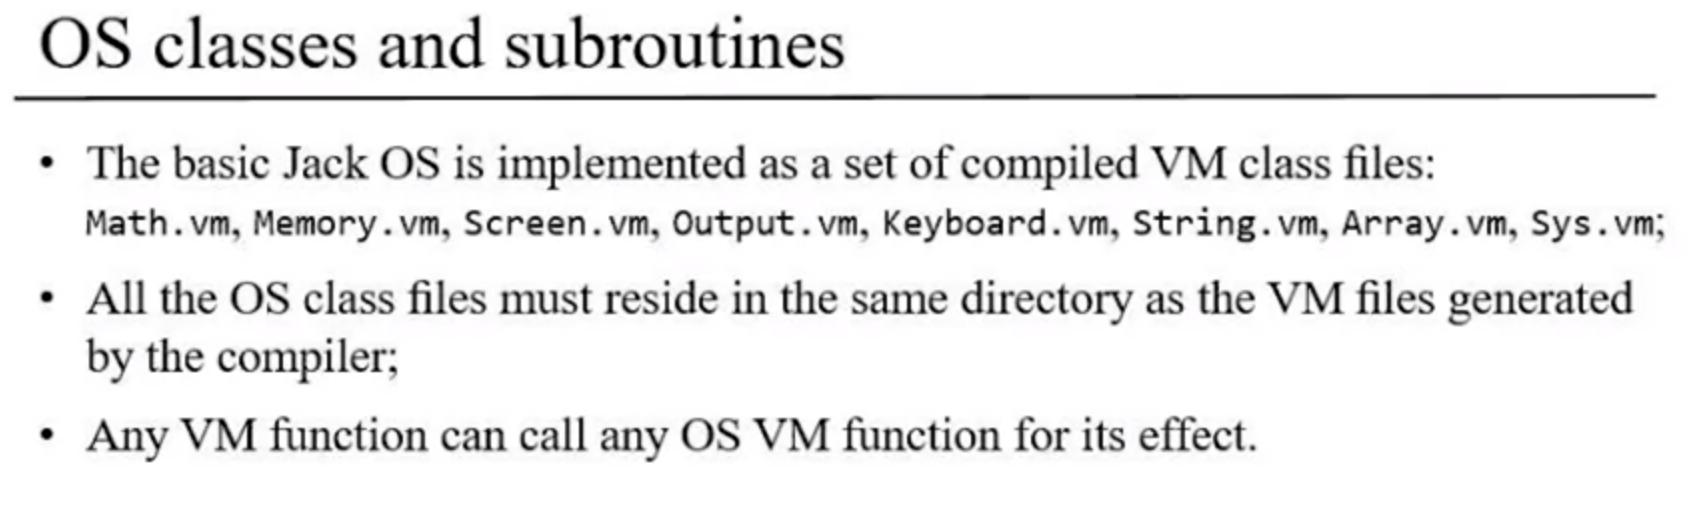 OS classes and subroutines
• The basic Jack OS is implemented as a set of compiled VM class files:
Math.vm, Memory.vm, Screen.vm, Output.vm, Keyboard.vm, String.vm, Array.vm, Sys.vm;
• All the OS class files must reside in the same directory as the VM files generated
by the compiler;
• Any VM function can call any OS VM function for its effect.